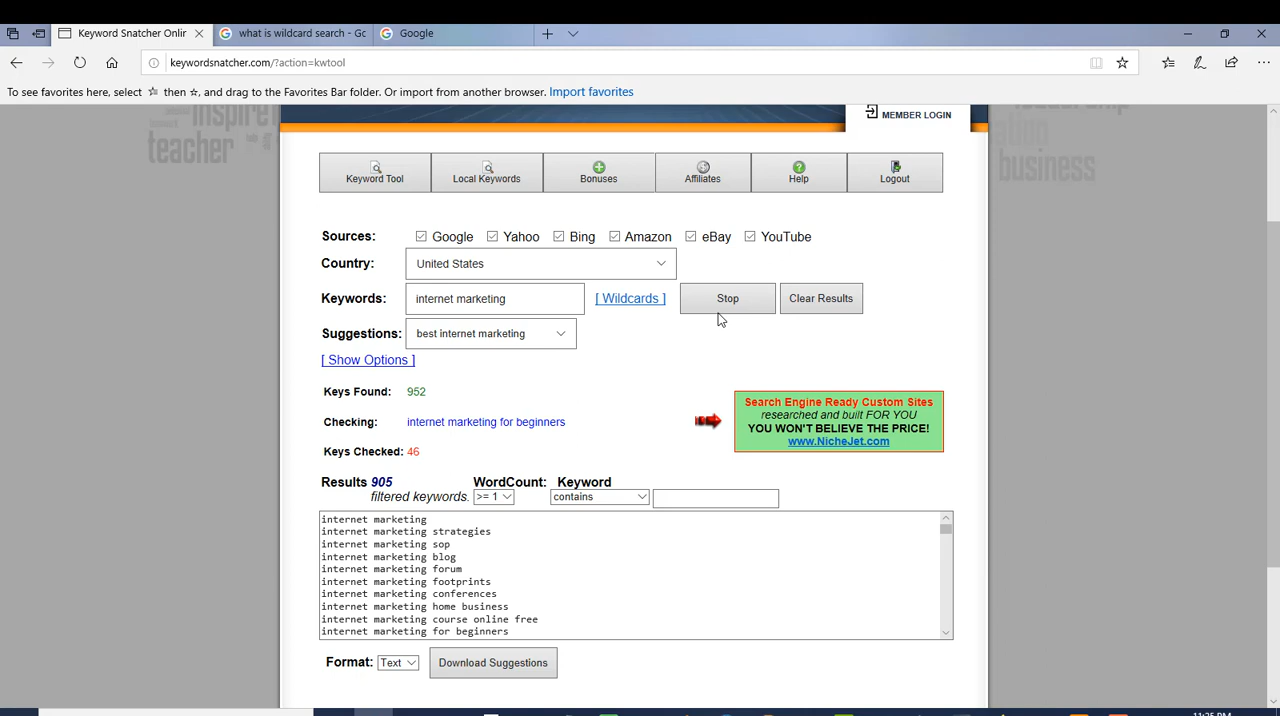 Keyword Snatcher Onlir
what is wildcard search - Gc
Google
keywordsnatcher.com/?action=kwtool
To see favorites here, select then , and drag to the Favorites Bar folder. Or import from another browser. Import favorites
inspire
teacher
business
MEMBER LOGIN
Keyword Tool
Local Keywords
Bonuses
Affiliates
Help
Logout
Sources: Google Yahoo Bing Amazon eBay YouTube
Country: United States
Keywords: internet marketing [ Wildcards ] Stop Clear Results
Suggestions: best internet marketing
[ Show Options ]
Keys Found: 952
Checking: internet marketing for beginners
Keys Checked: 46
Search Engine Ready Custom Sites
researched and built FOR YOU
YOU WON'T BELIEVE THE PRICE!
www.NicheJet.com
Results 905 WordCount: Keyword
filtered keywords. >= 1 contains
internet marketing
internet marketing strategies
internet marketing sop
internet marketing blog
internet marketing forum
internet marketing footprints
internet marketing conferences
internet marketing home business
internet marketing course online free
internet marketing for beginners
Format: Text Download Suggestions